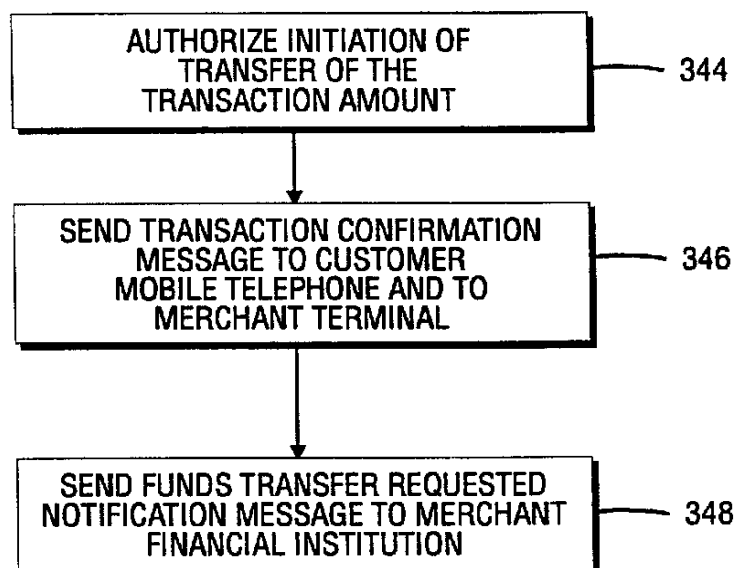 AUTHORIZE INITIATION OF
TRANSFER OF THE
TRANSACTION AMOUNT
344
SEND TRANSACTION CONFIRMATION
MESSAGE TO CUSTOMER
MOBILE TELEPHONE AND TO
MERCHANT TERMINAL
346
SEND FUNDS TRANSFER REQUESTED
NOTIFICATION MESSAGE TO MERCHANT
FINANCIAL INSTITUTION
348